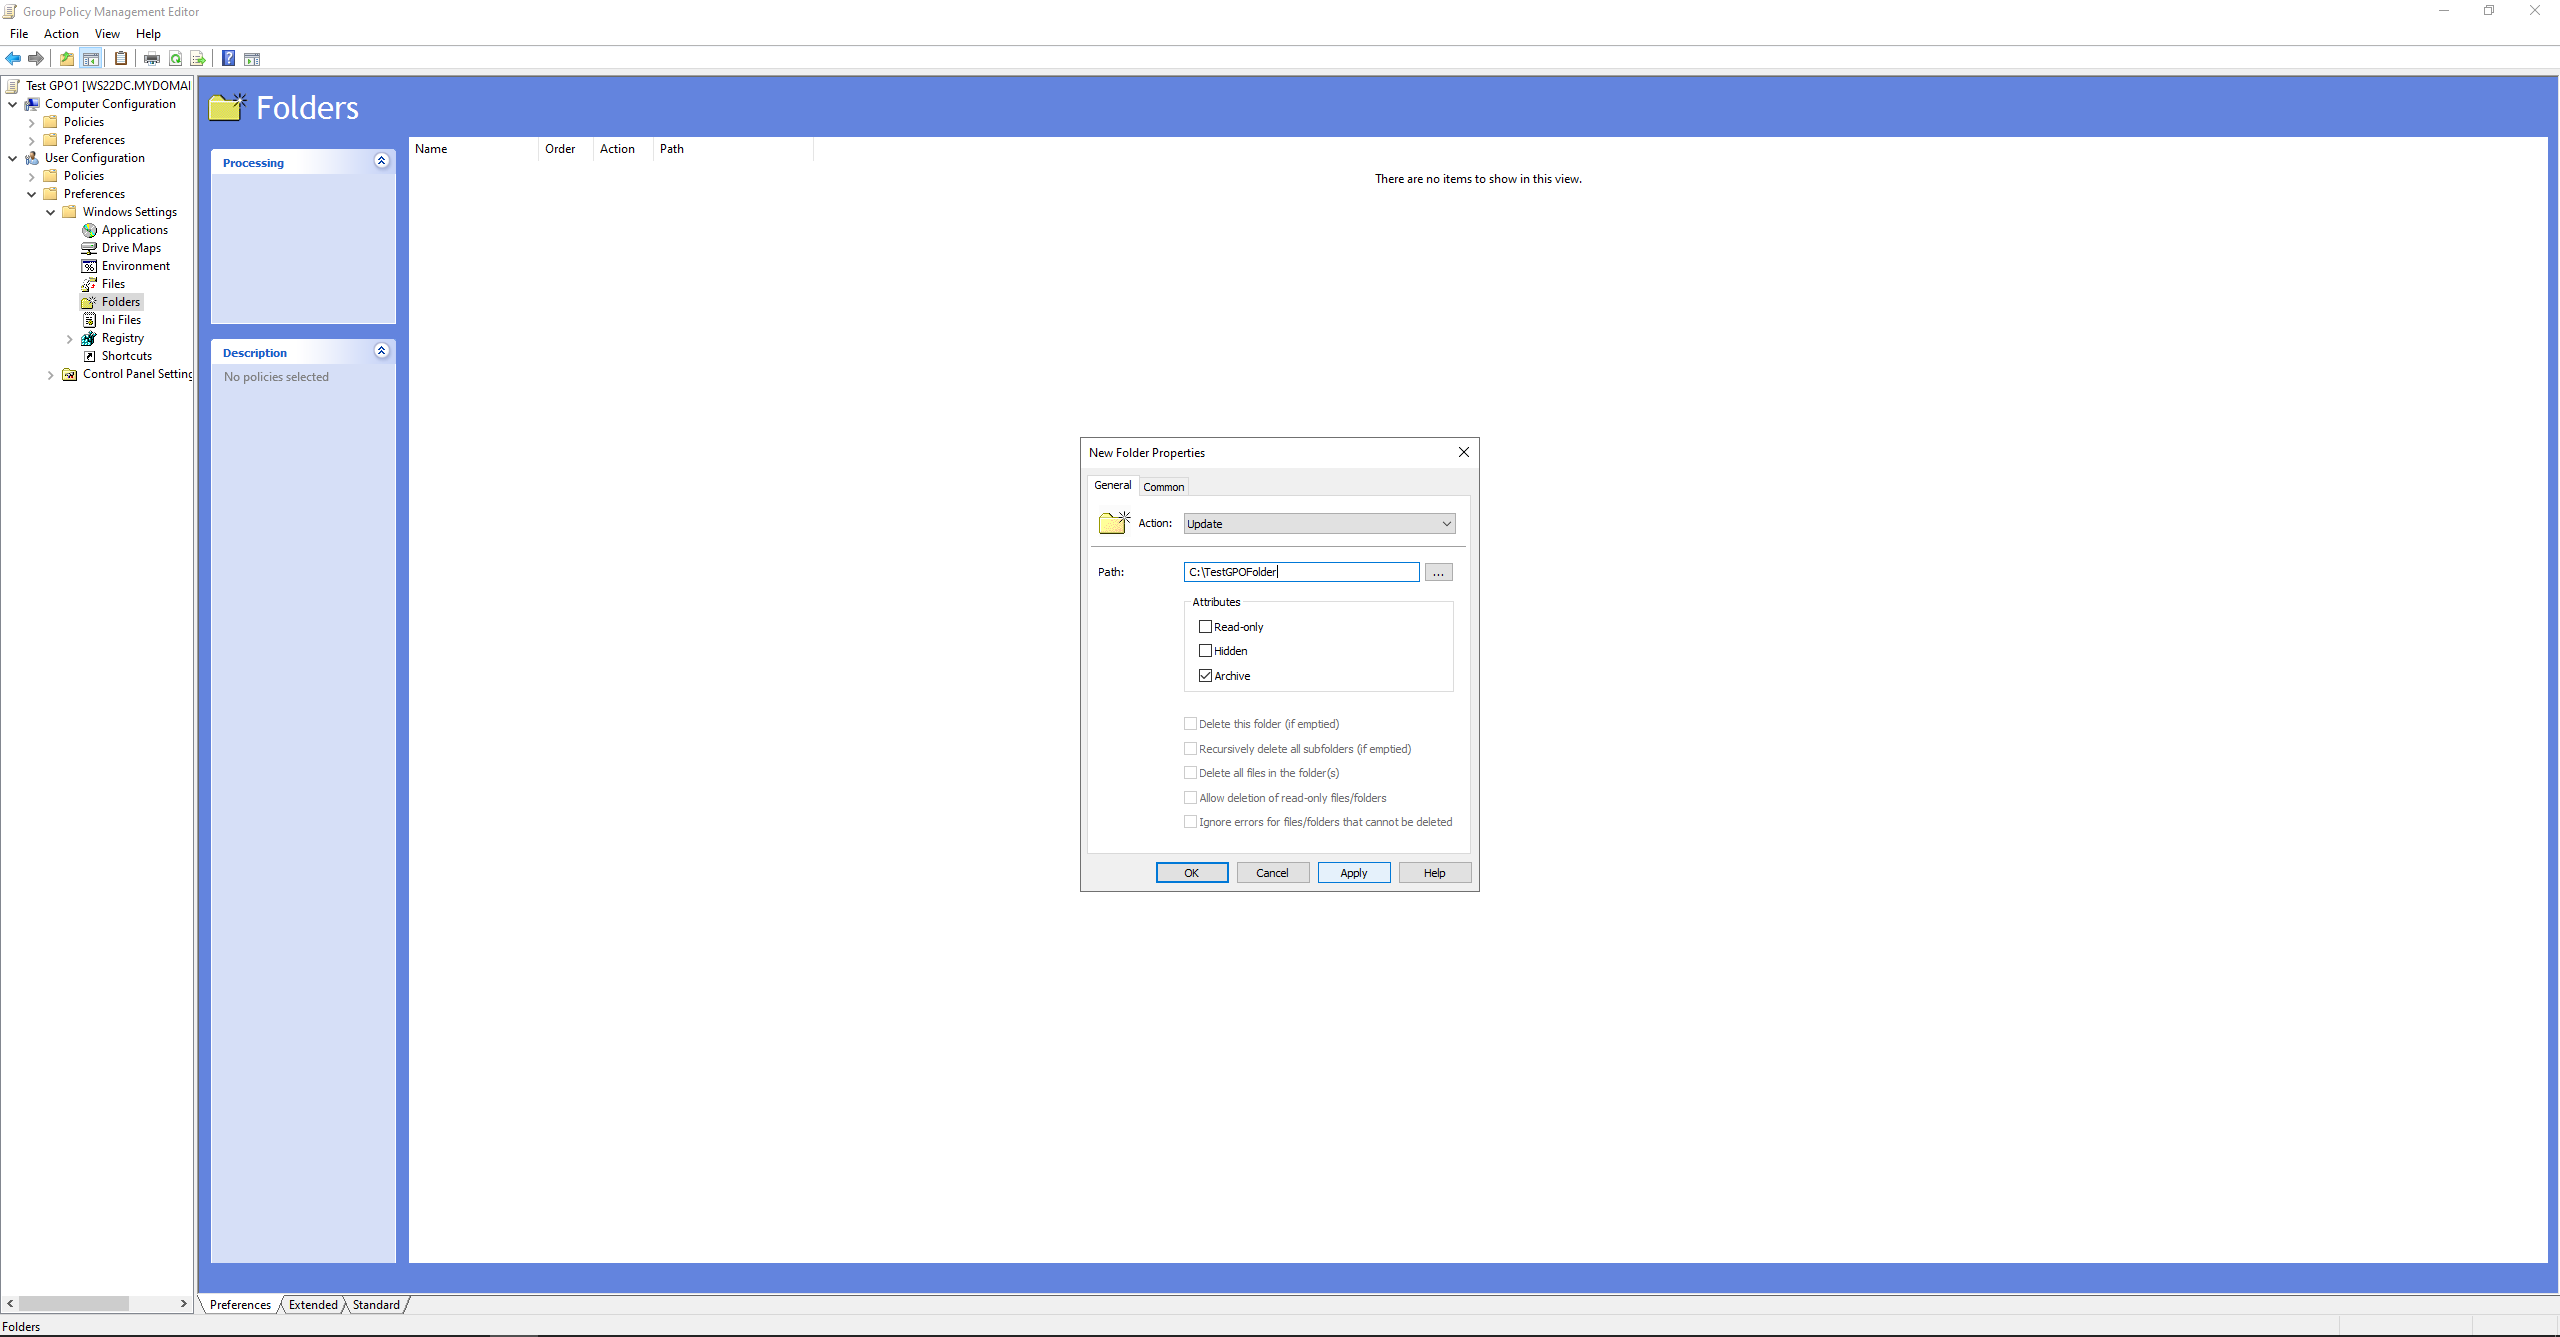 Group Policy Management Editor
File Action View Help
Test GPO1 [WS22DC.MYDOMAI
Computer Configuration
Policies
Preferences
User Configuration
Policies
Preferences
Windows Settings
Applications
Drive Maps
Environment
Files
Folders
Ini Files
Registry
Shortcuts
Control Panel Setting
Folders
Processing
Description
No policies selected
Name Order Action Path
There are no items to show in this view.
New Folder Properties
General Common
Action: Update
Path: C:\TestGPOFolder ...
Attributes
Read-only
Hidden
Archive
Delete this folder (if emptied)
Recursively delete all subfolders (if emptied)
Delete all files in the folder(s)
Allow deletion of read-only files/folders
Ignore errors for files/folders that cannot be deleted
OK Cancel Apply Help
Preferences Extended Standard
Folders